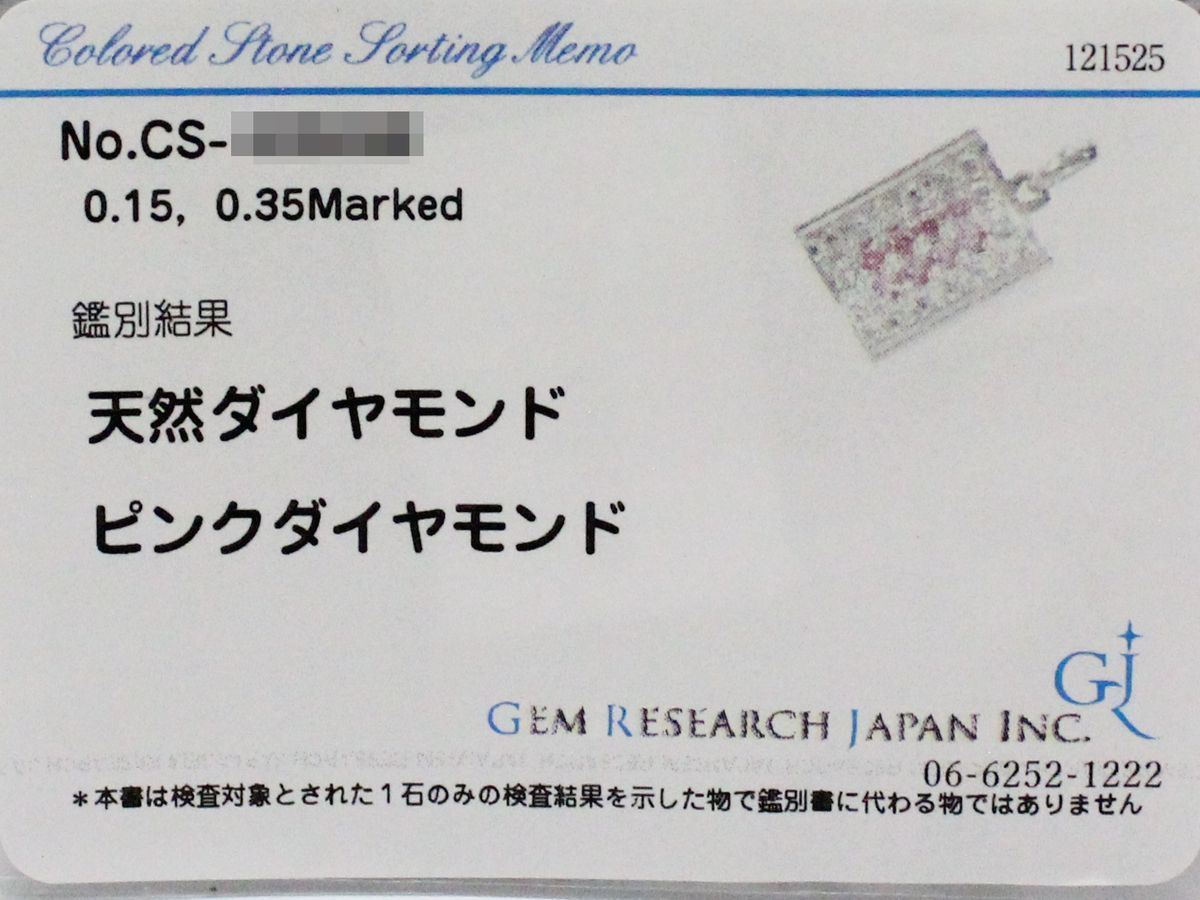 Colored Stone Sorting Memo
121525
No.CS-
0.15, 0.35Marked
鑑別結果
天然ダイヤモンド
ピンクダイヤモンド
GJR
GEM RESEARCH JAPAN INC.
06-6252-1222
*本書は検査対象とされた1石のみの検査結果を示した物で鑑別書に代わる物ではありません